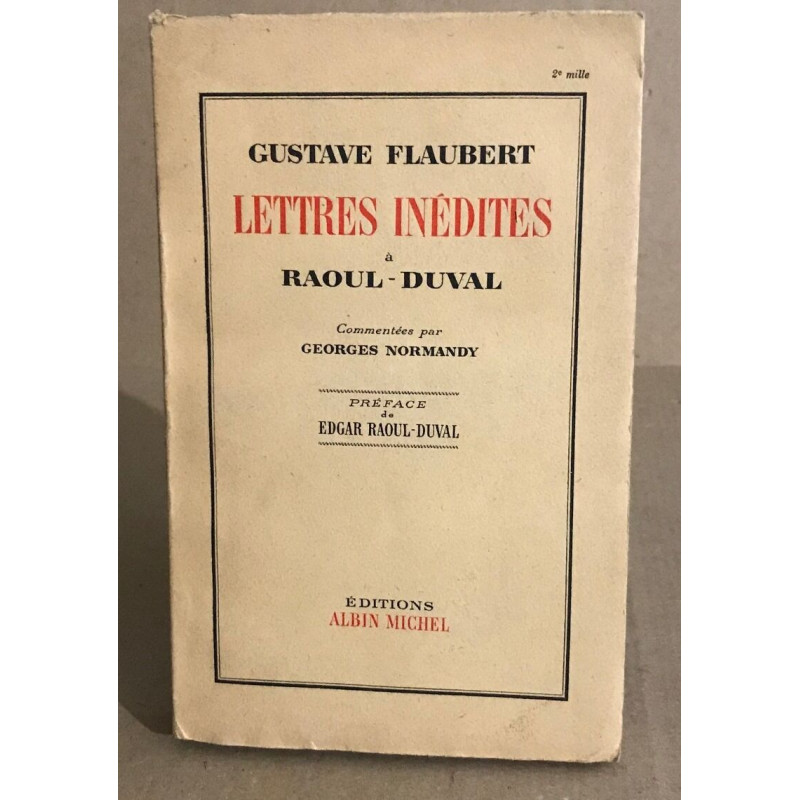 2e mille
GUSTAVE FLAUBERT
LETTRES INÉDITES
à
RAOUL-DUVAL
Commentées par
GEORGES NORMANDY
PRÉFACE
de
EDGAR RAOUL-DUVAL
ÉDITIONS
ALBIN MICHEL